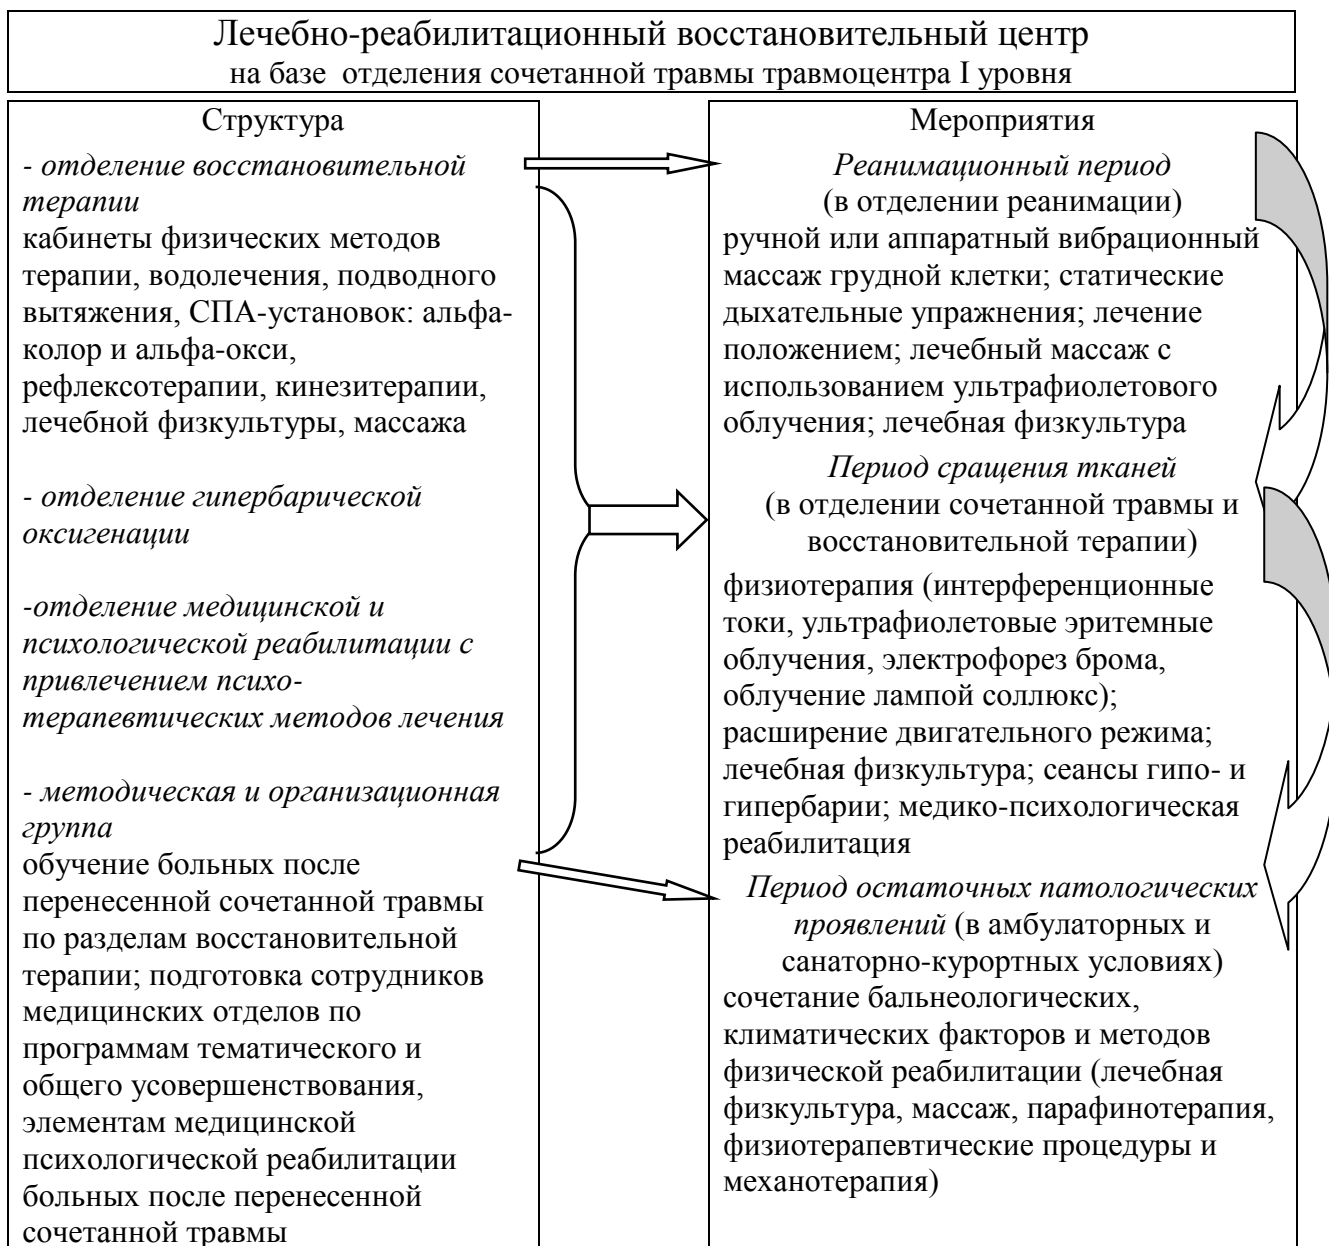 Лечебно-реабилитационный восстановительный центр
на базе отделения сочетанной травмы травмоцентра I уровня
Структура
- отделение восстановительной
терапии
кабинеты физических методов
терапии, водолечения, подводного
вытяжения, СПА-установок: альфа-
колор и альфа-окси,
рефлексотерапии, кинезитерапии,
лечебной физкультуры, массажа
- отделение гипербарической
оксигенации
-отделение медицинской и
психологической реабилитации с
привлечением психо-
терапевтических методов лечения
- методическая и организационная
группа
обучение больных после
перенесенной сочетанной травмы
по разделам восстановительной
терапии; подготовка сотрудников
медицинских отделов по
программам тематического и
общего усовершенствования,
элементам медицинской
психологической реабилитации
больных после перенесенной
сочетанной травмы
Мероприятия
Реанимационный период
(в отделении реанимации)
ручной или аппаратный вибрационный
массаж грудной клетки; статические
дыхательные упражнения; лечение
положением; лечебный массаж с
использованием ультрафиолетового
облучения; лечебная физкультура
Период сращения тканей
(в отделении сочетанной травмы и
восстановительной терапии)
физиотерапия (интерференционные
токи, ультрафиолетовые эритемные
облучения, электрофорез брома,
облучение лампой соллюкс);
расширение двигательного режима;
лечебная физкультура; сеансы гипо- и
гипербарии; медико-психологическая
реабилитация
Период остаточных патологических
проявлений (в амбулаторных и
санаторно-курортных условиях)
сочетание бальнеологических,
климатических факторов и методов
физической реабилитации (лечебная
физкультура, массаж, парафинотерапия,
физиотерапевтические процедуры и
механотерапия)